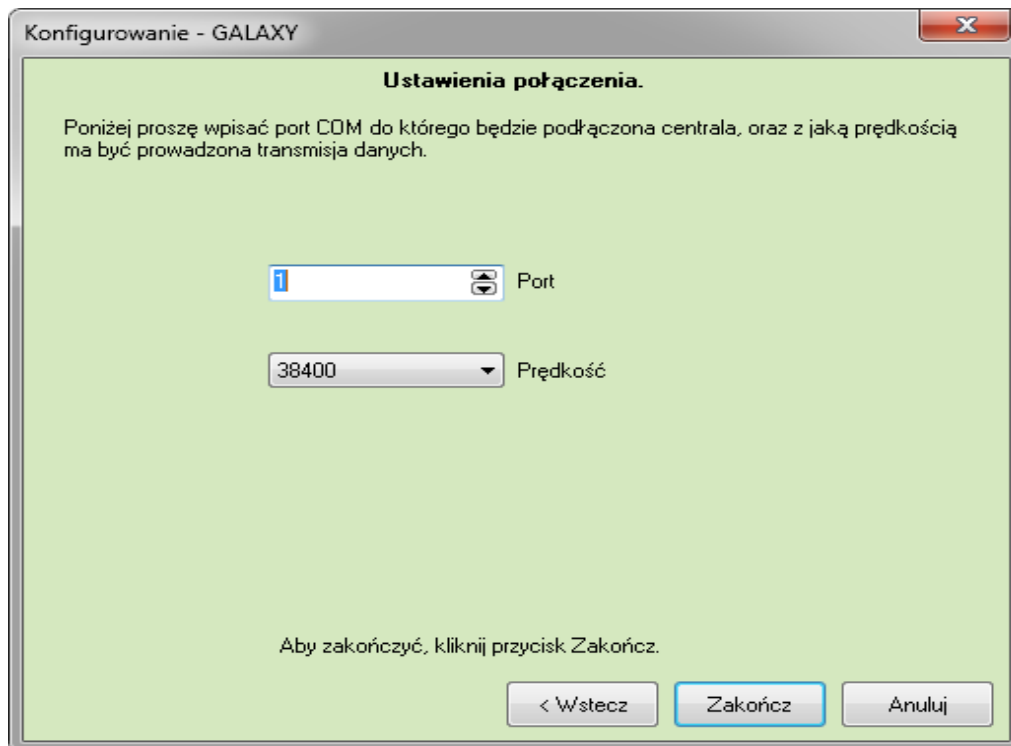 Konfigurowanie - GALAXY
Ustawienia połączenia.
Poniżej proszę wpisać port COM do którego będzie podłączona centrala, oraz z jaką prędkością
ma być prowadzona transmisja danych.
1 Port
38400 Prędkość
Aby zakończyć, kliknij przycisk Zakończ.
< Wstecz Zakończ Anuluj